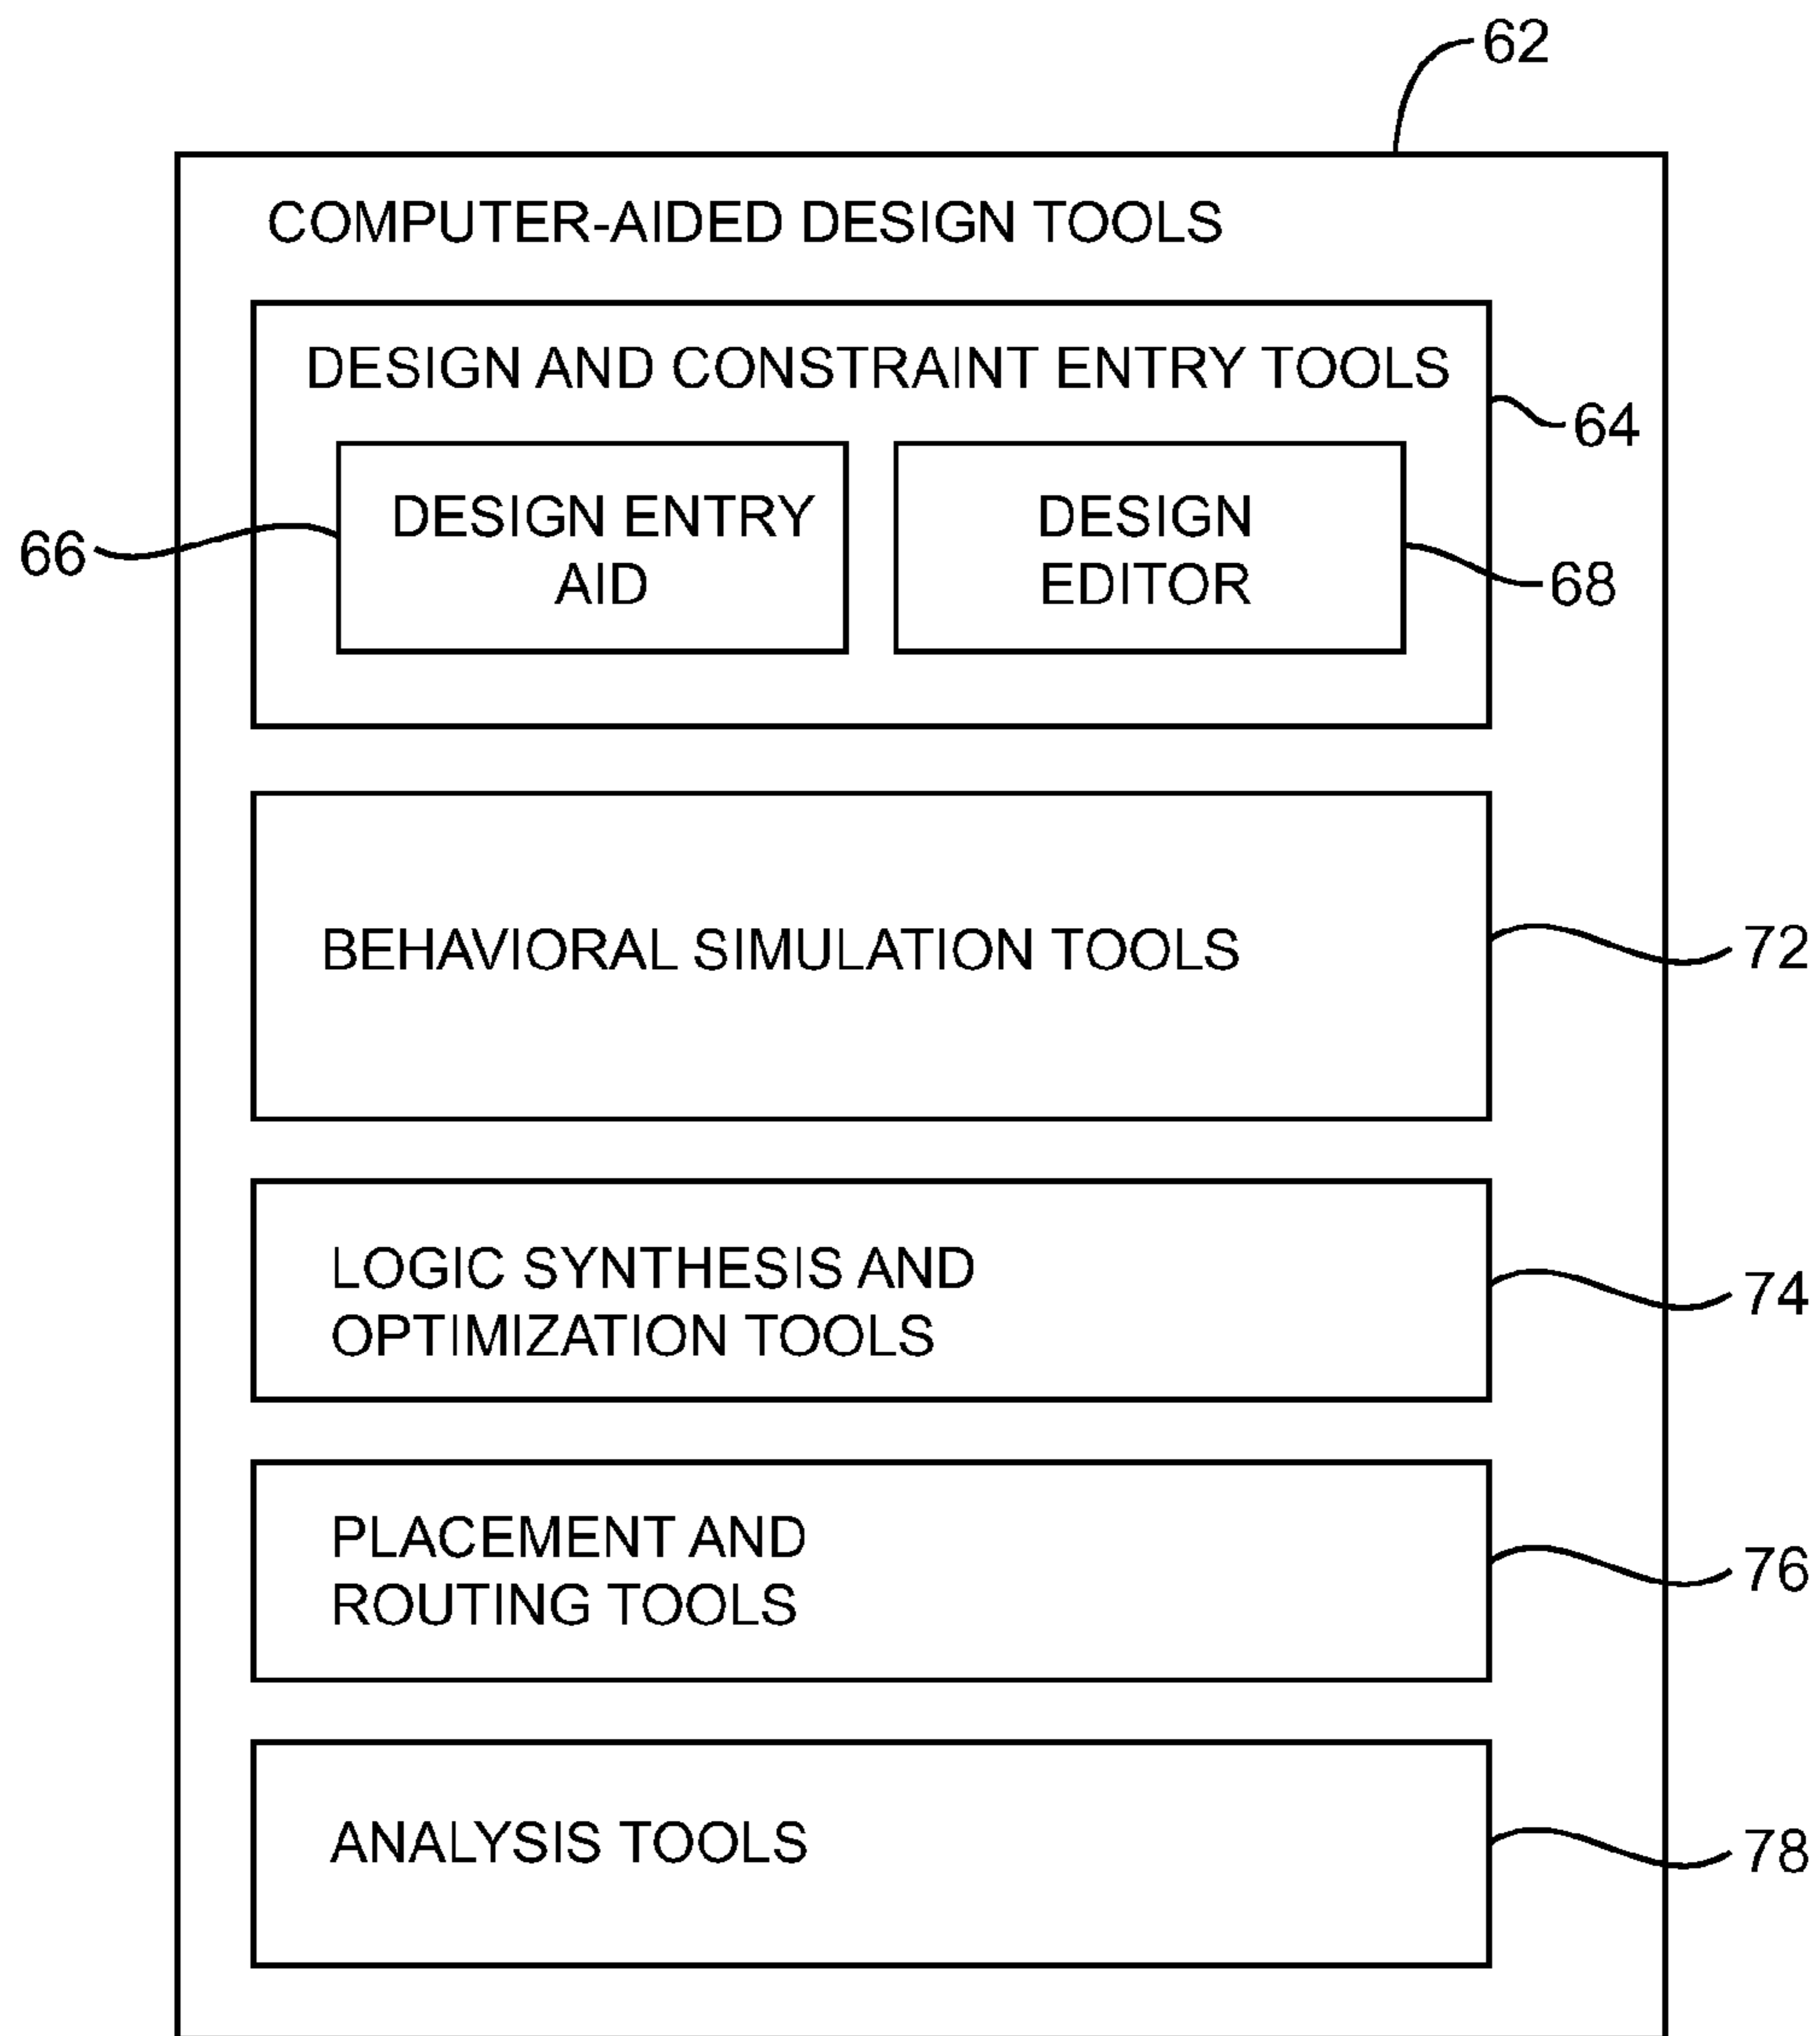 62
COMPUTER-AIDED DESIGN TOOLS
DESIGN AND CONSTRAINT ENTRY TOOLS
64
DESIGN ENTRY
AID
66
DESIGN
EDITOR
68
BEHAVIORAL SIMULATION TOOLS
72
LOGIC SYNTHESIS AND
OPTIMIZATION TOOLS
74
PLACEMENT AND
ROUTING TOOLS
76
ANALYSIS TOOLS
78